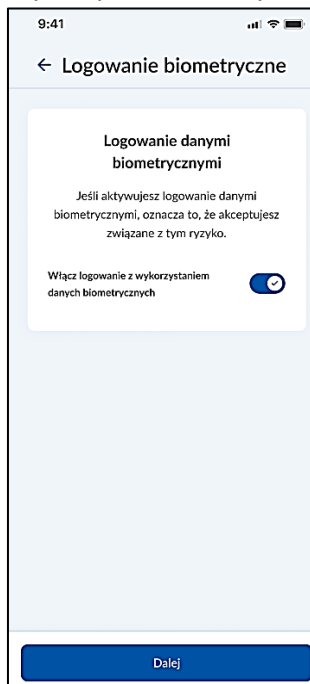 9:41
← Logowanie biometryczne
Logowanie danymi
biometrycznymi
Jeśli aktywujesz logowanie danymi
biometrycznymi, oznacza to, że akceptujesz
związane z tym ryzyko.
Włącz logowanie z wykorzystaniem
danych biometrycznych
Dalej